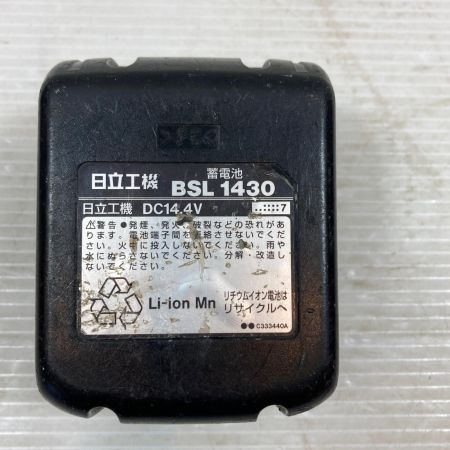 蓄電池
日立工機 BSL 1430
日立工機 DC14.4V
7
⚠警告●発煙、発火、破裂などの恐れがあ
ります。電池端子間を短絡させないでくだ
さい。火中に投入しないでください。雨や
水にぬらさないでください。分解・改造し
ないでください。
Li-ion Mn
リチウムイオン電池は
リサイクルへ
●●C333440A